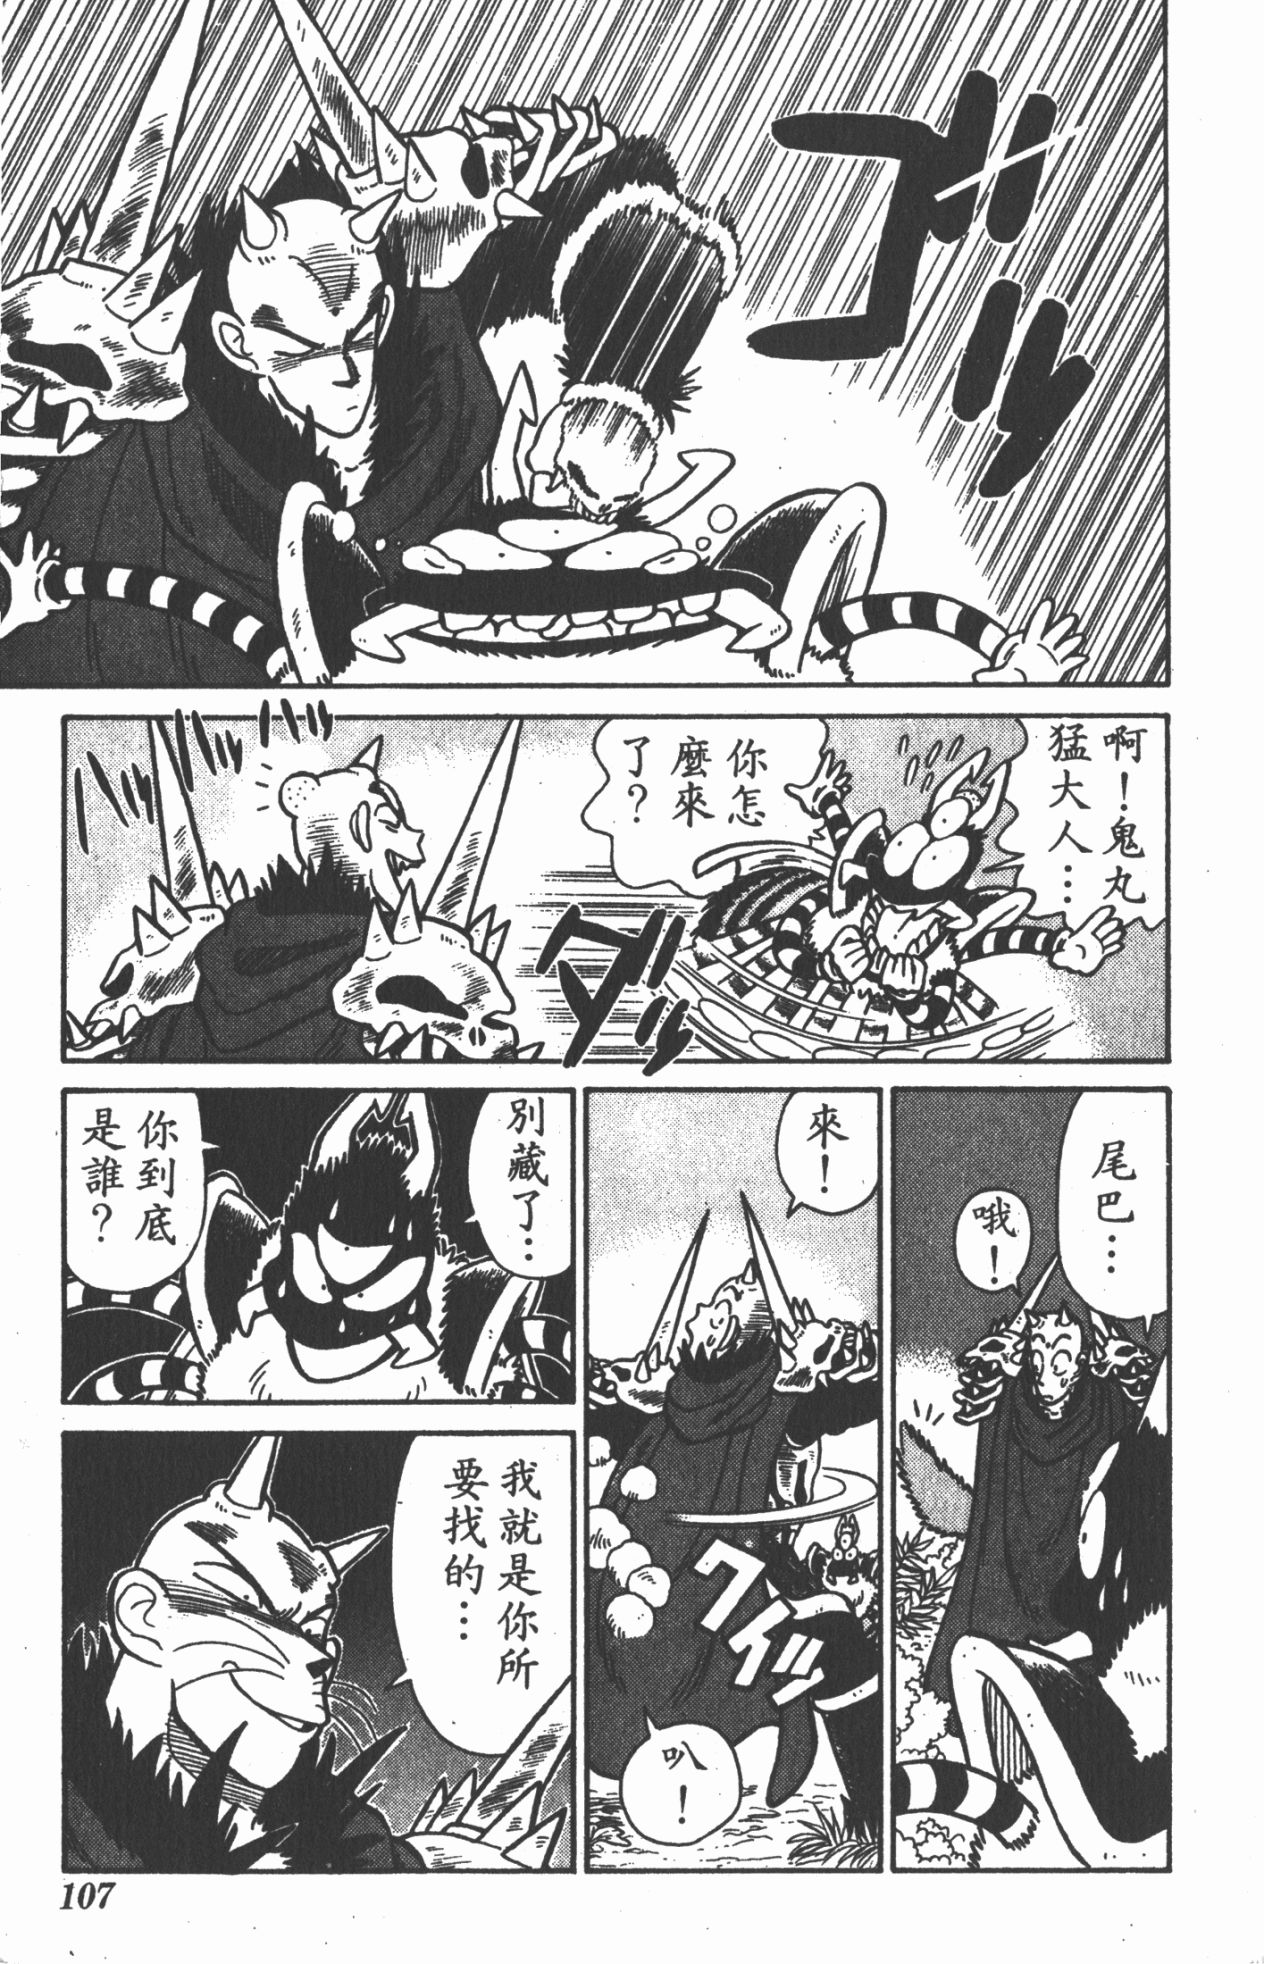 ゴッ
啊！鬼丸
猛大人…
你怎
麼來
了？
ダッ
尾巴…
哦！
來！
クイッ
叭！
別藏了…
你到底
是誰？
我就是你所
要找的…
107